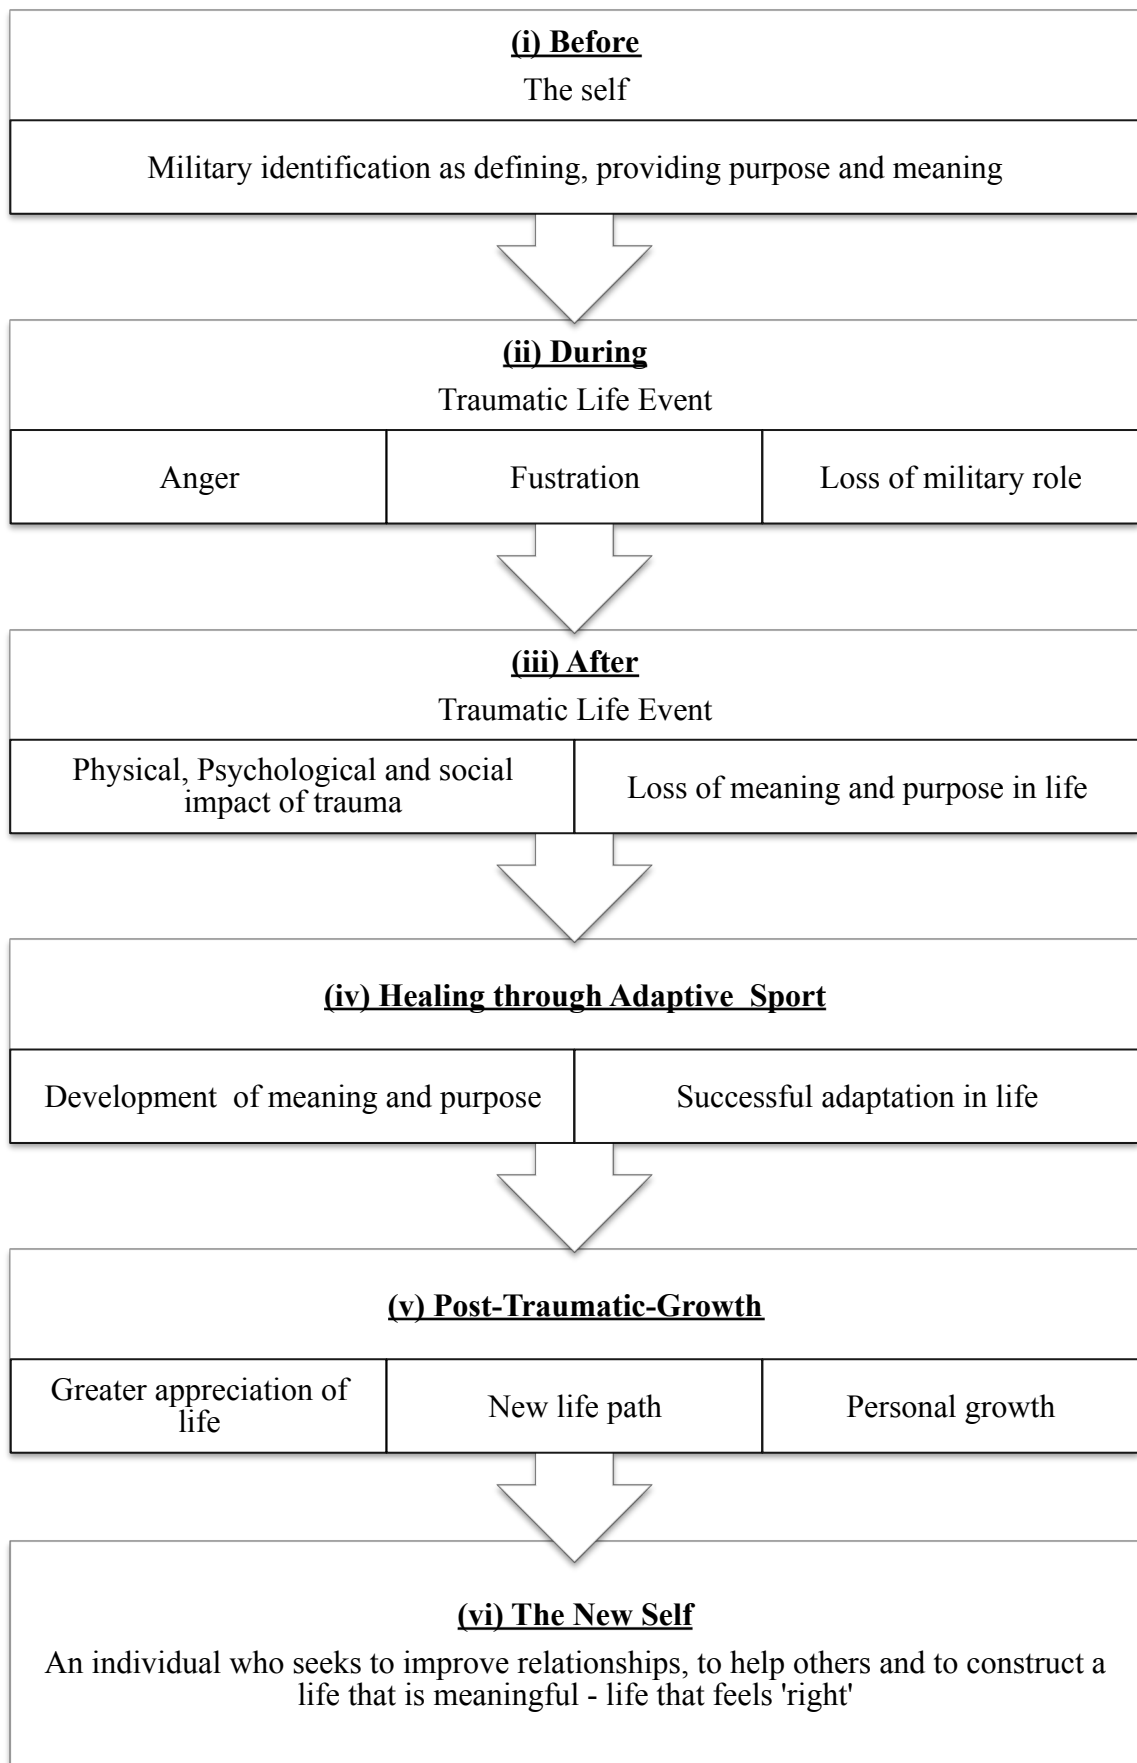 (i) Before
The self
Military identification as defining, providing purpose and meaning
(ii) During
Traumatic Life Event
Anger
Fustration
Loss of military role
(iii) After
Traumatic Life Event
Physical, Psychological and social
impact of trauma
Loss of meaning and purpose in life
(iv) Healing through Adaptive  Sport
Development  of meaning and purpose
Successful adaptation in life
(v) Post-Traumatic-Growth
Greater appreciation of
life
New life path
Personal growth
(vi) The New Self
An individual who seeks to improve relationships, to help others and to construct a
life that is meaningful - life that feels 'right'